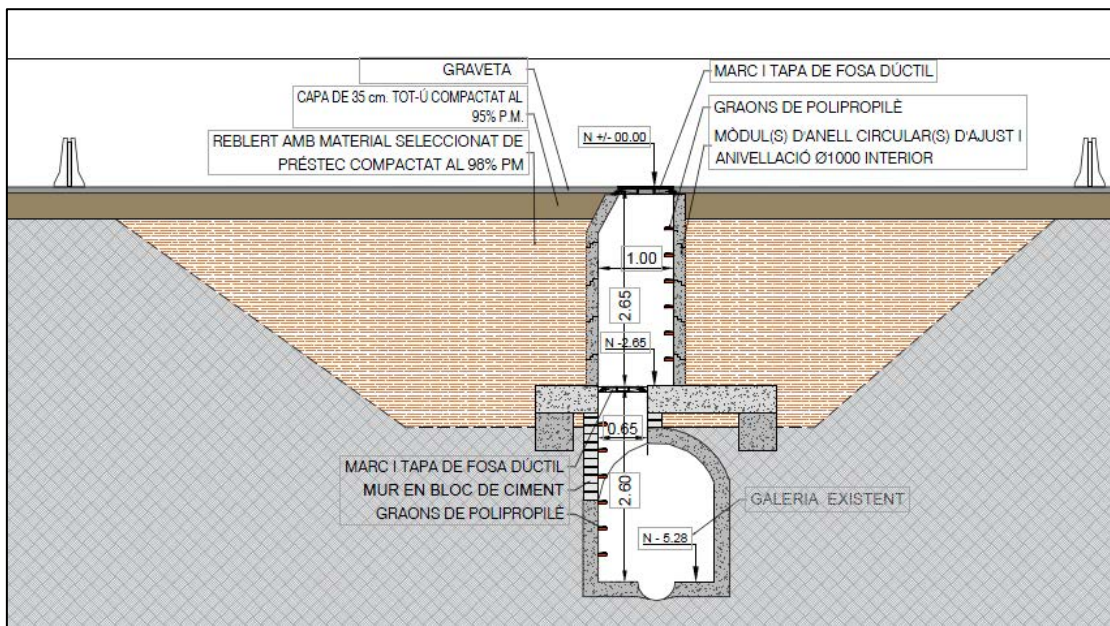 GRAVETA
CAPA DE 35 cm. TOT-Ú COMPACTAT AL
95% P.M.
REBLERT AMB MATERIAL SELECCIONAT DE
PRÉSTEC COMPACTAT AL 98% PM
MARC I TAPA DE FOSA DÚCTIL
GRAONS DE POLIPROPILÈ
MÒDUL(S) D'ANELL CIRCULAR(S) D'AJUST I
ANIVELLACIÓ Ø1000 INTERIOR
N +/- 00.00
1.00
2.65
N -2.65
0.65
2.60
MARC I TAPA DE FOSA DÚCTIL
MUR EN BLOC DE CIMENT
GRAONS DE POLIPROPILÈ
GALERIA EXISTENT
N - 5.28